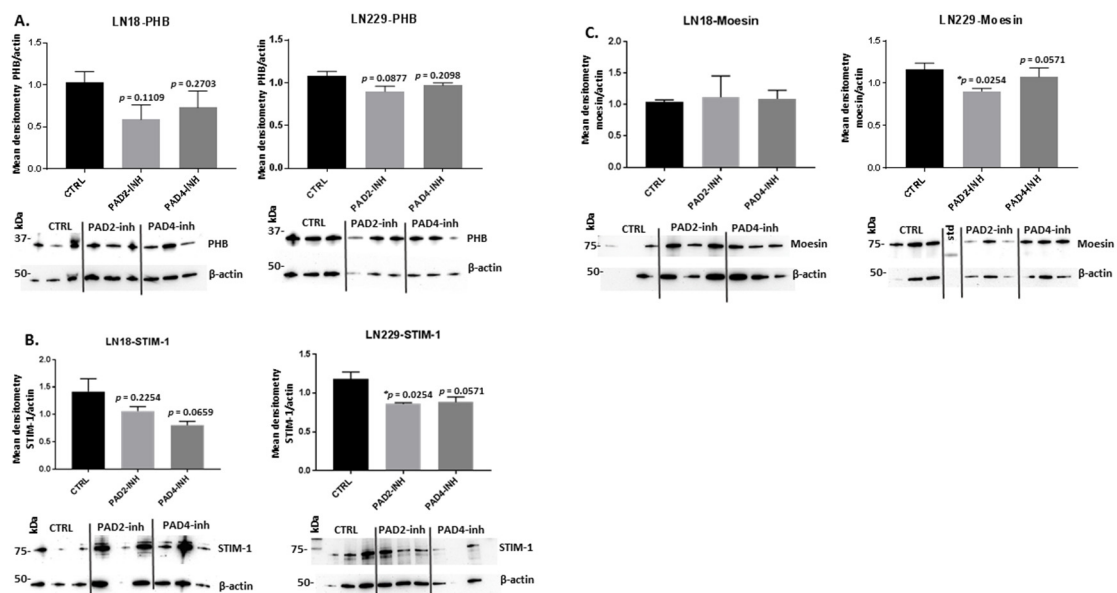 A.
LN18-PHB
Mean densitometry PHB/actin
1.5
1.0
0.5
0.0
p = 0.1109
p = 0.2703
CTRL
PAD2-INH
PAD4-INH
kDa
CTRL
PAD2-inh
PAD4-inh
37-
PHB
50-
β-actin
LN229-PHB
Mean densitometry PHB/actin
1.5
1.0
0.5
0.0
p = 0.0877
p = 0.2098
CTRL
PAD2-INH
PAD4-INH
kDa
CTRL
PAD2-inh
PAD4-inh
37-
PHB
50-
β-actin
B.
LN18-STIM-1
Mean densitometry
STIM-1/actin
2.0
1.5
1.0
0.5
0.0
p = 0.2254
p = 0.0659
CTRL
PAD2-INH
PAD4-INH
kDa
CTRL
PAD2-inh
PAD4-inh
75-
STIM-1
50-
β-actin
LN229-STIM-1
Mean densitometry
STIM-1/actin
1.5
1.0
0.5
0.0
*p = 0.0254
p = 0.0571
CTRL
PAD2-INH
PAD4-INH
kDa
CTRL
PAD2-inh
PAD4-inh
75-
STIM-1
50-
β-actin
C.
LN18-Moesin
Mean densitometry
moesin/actin
2.0
1.5
1.0
0.5
0.0
CTRL
PAD2-INH
PAD4-INH
kDa
CTRL
PAD2-inh
PAD4-inh
75-
Moesin
50-
β-actin
LN229-Moesin
Mean densitometry
moesin/actin
1.5
1.0
0.5
0.0
*p = 0.0254
p = 0.0571
CTRL
PAD2-INH
PAD4-INH
kDa
CTRL
std
PAD2-inh
PAD4-inh
75-
Moesin
50-
β-actin